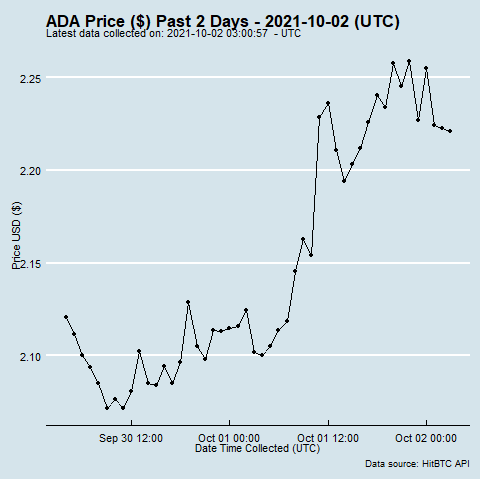 ADA Price ($) Past 2 Days - 2021-10-02 (UTC)
Latest data collected on: 2021-10-02 03:00:57 - UTC
2.25
2.20
2.15
2.10
Price USD ($)
Sep 30 12:00
Oct 01 00:00
Oct 01 12:00
Oct 02 00:00
Date Time Collected (UTC)
Data source: HitBTC API